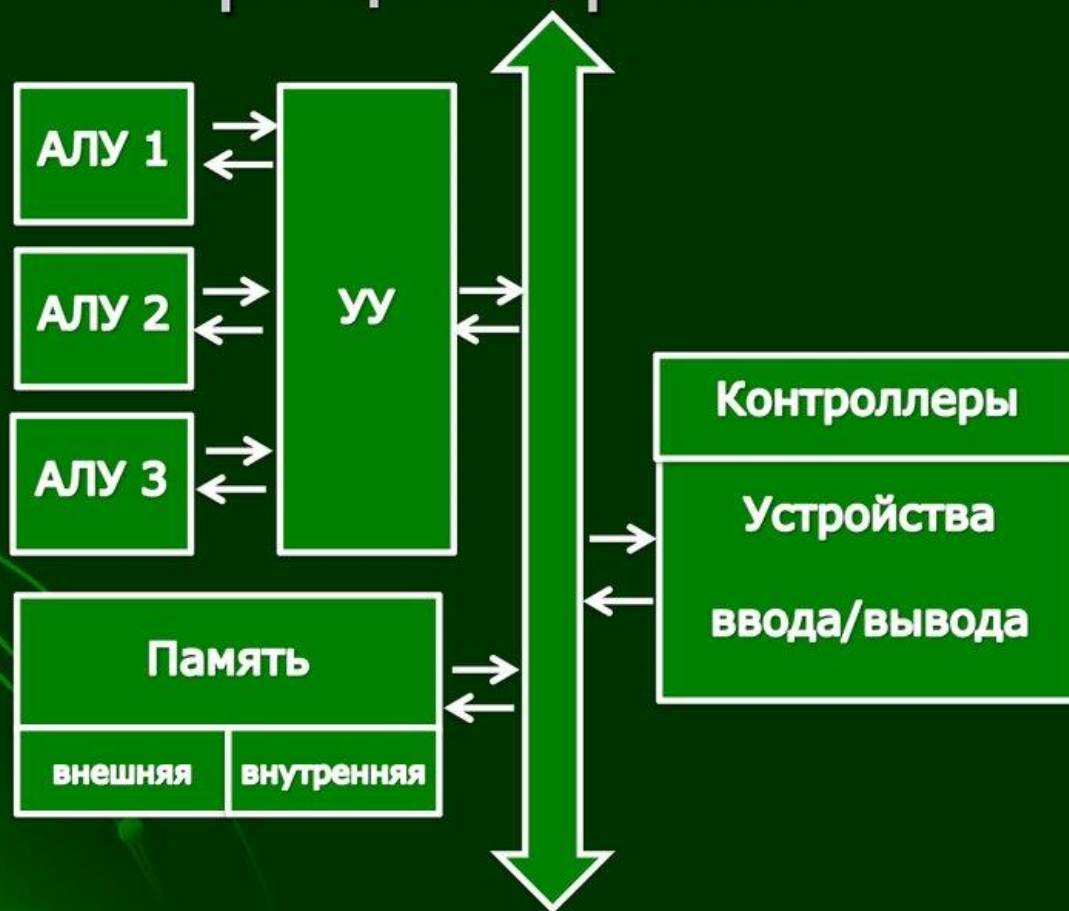 АЛУ 1
АЛУ 2
АЛУ 3
УУ
Контроллеры
Устройства
ввода/вывода
Память
внешняя
внутренняя